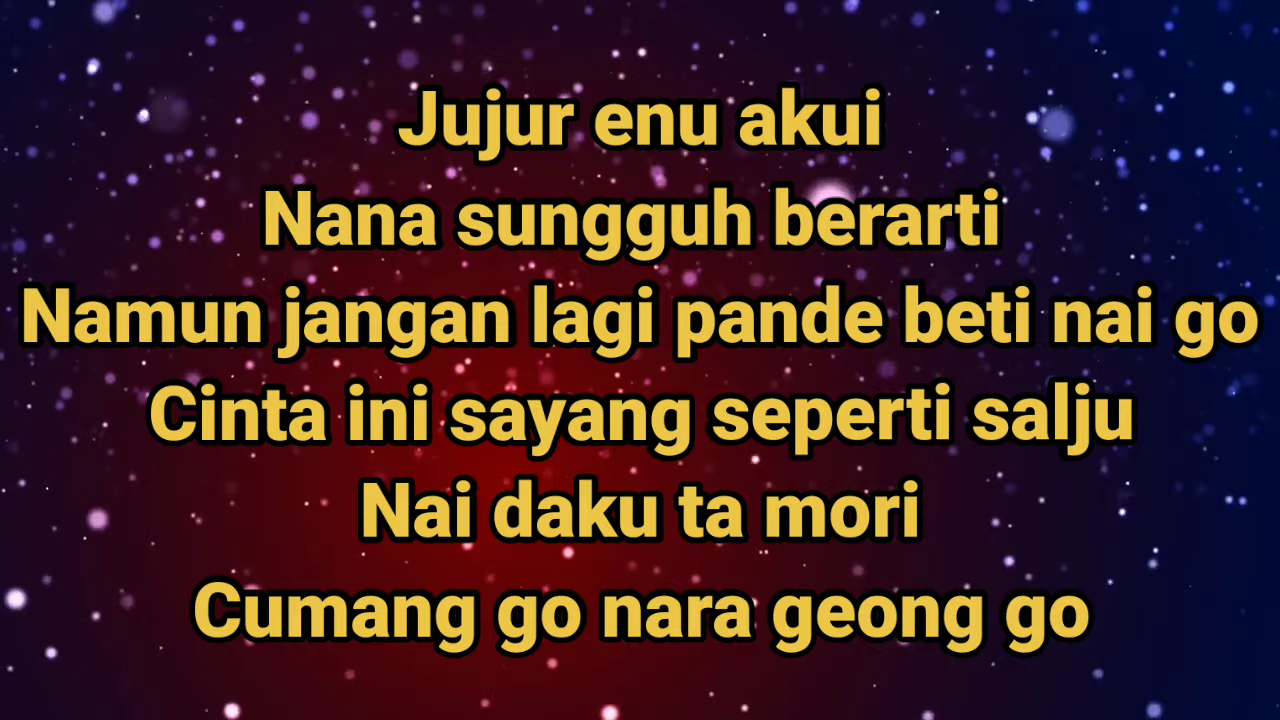 Jujur enu akui
Nana sungguh berarti
Namun jangan lagi pande beti nai go
Cinta ini sayang seperti salju
Nai daku ta mori
Cumang go nara geong go